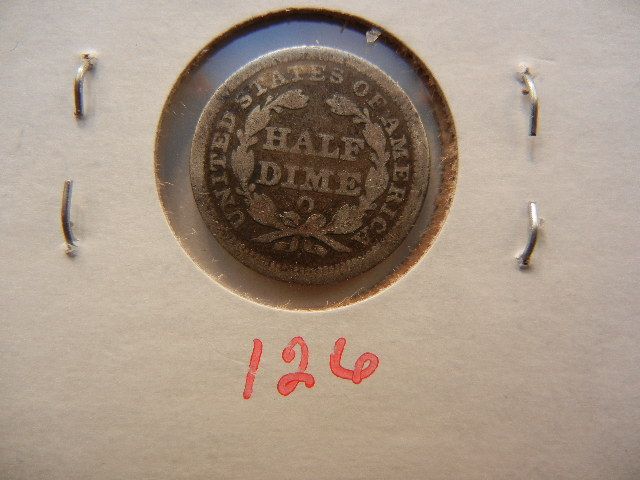 UNITED STATES OF AMERICA
HALF
DIME
O
126